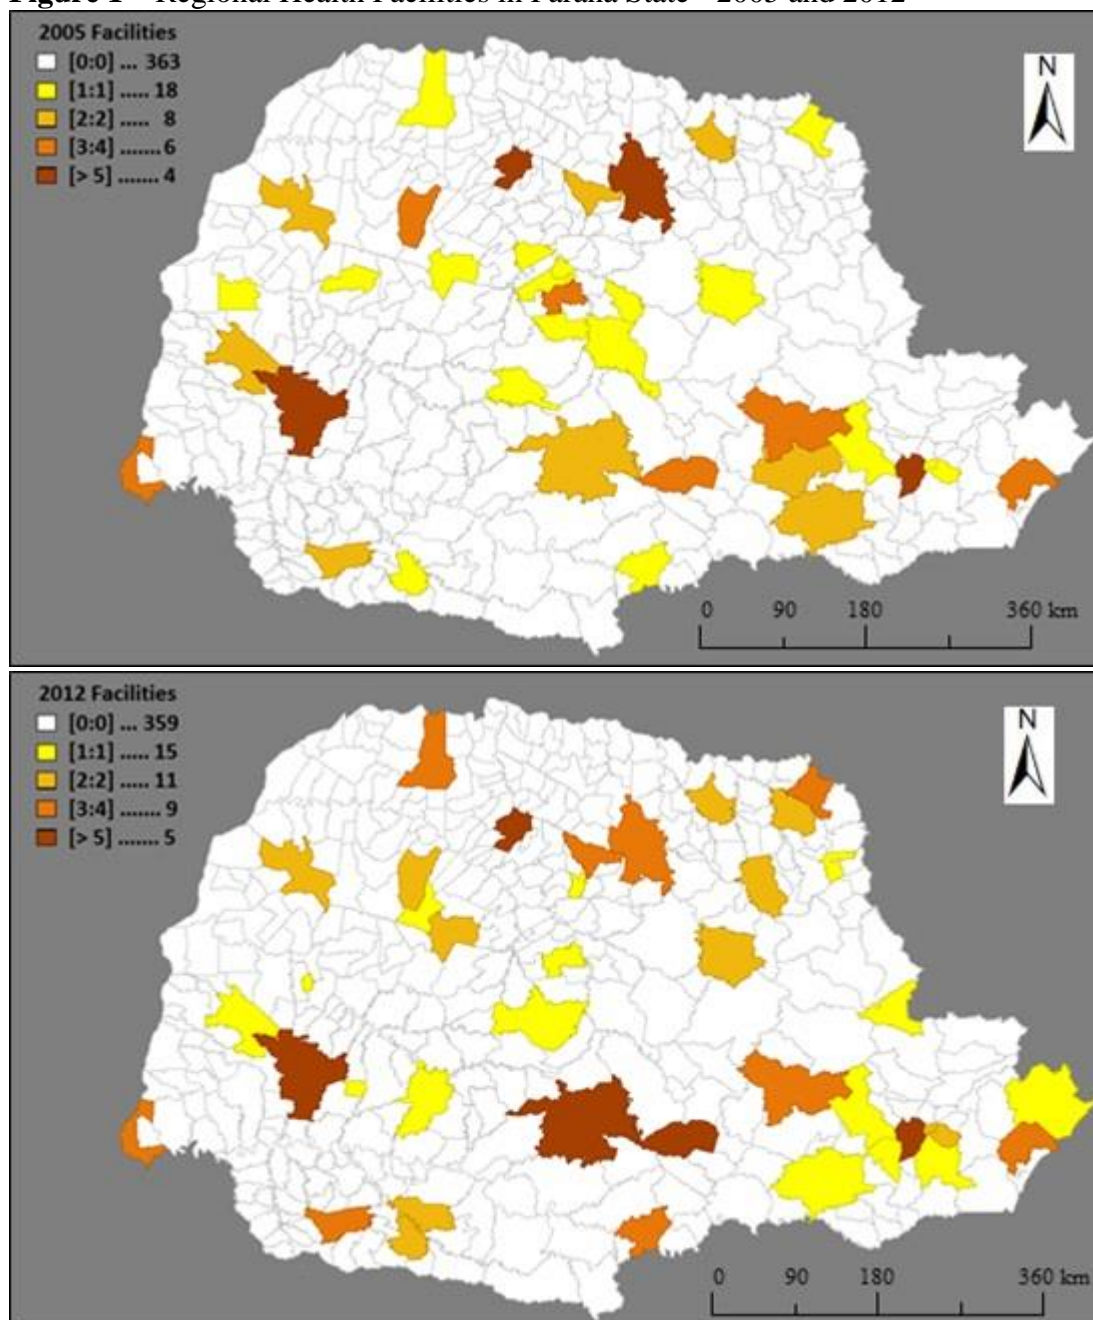 Figure 1 – Regional Health Facilities in Paraná State - 2005 and 2012
2005 Facilities
[0:0] ... 363
[1:1] ..... 18
[2:2] ..... 8
[3:4] .......6
[> 5] ....... 4
N
0 90 180 360 km
2012 Facilities
[0:0] ... 359
[1:1] ..... 15
[2:2] ..... 11
[3:4] ....... 9
[> 5] ....... 5
N
0 90 180 360 km